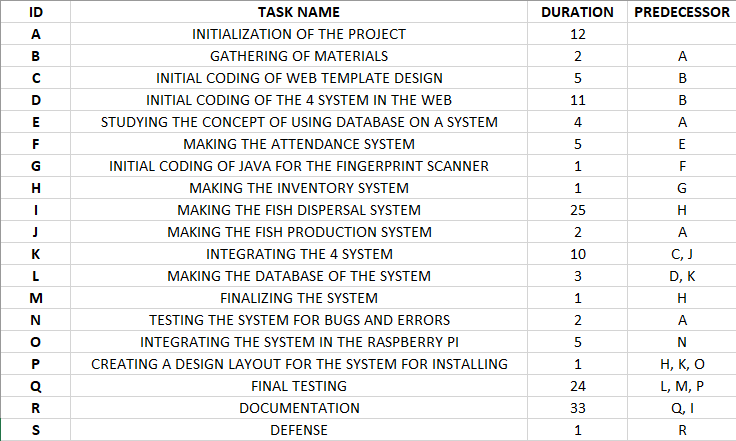 ID TASK NAME DURATION PREDECESSOR
A INITIALIZATION OF THE PROJECT 12
B GATHERING OF MATERIALS 2 A
C INITIAL CODING OF WEB TEMPLATE DESIGN 5 B
D INITIAL CODING OF THE 4 SYSTEM IN THE WEB 11 B
E STUDYING THE CONCEPT OF USING DATABASE ON A SYSTEM 4 A
F MAKING THE ATTENDANCE SYSTEM 5 E
G INITIAL CODING OF JAVA FOR THE FINGERPRINT SCANNER 1 F
H MAKING THE INVENTORY SYSTEM 1 G
I MAKING THE FISH DISPERSAL SYSTEM 25 H
J MAKING THE FISH PRODUCTION SYSTEM 2 A
K INTEGRATING THE 4 SYSTEM 10 C, J
L MAKING THE DATABASE OF THE SYSTEM 3 D, K
M FINALIZING THE SYSTEM 1 H
N TESTING THE SYSTEM FOR BUGS AND ERRORS 2 A
O INTEGRATING THE SYSTEM IN THE RASPBERRY PI 5 N
P CREATING A DESIGN LAYOUT FOR THE SYSTEM FOR INSTALLING 1 H, K, O
Q FINAL TESTING 24 L, M, P
R DOCUMENTATION 33 Q, I
S DEFENSE 1 R